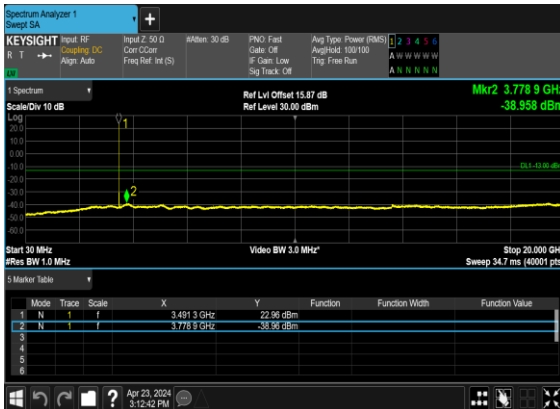 Spectrum Analyzer 1
Swept SA
+
KEYSIGHT
R T
Input: RF
Coupling: DC
Align: Auto
Input Z: 50 Ω
Corr CCorr
Freq Ref: Int (S)
#Atten: 30 dB
PNO: Fast
Gate: Off
IF Gain: Low
Sig Track: Off
Avg Type: Power (RMS)
Avg|Hold: 100/100
Trig: Free Run
1 2 3 4 5 6
A W W W W W
A N N N N N
1 Spectrum
Scale/Div 10 dB
Ref Lvl Offset 15.87 dB
Ref Level 30.00 dBm
Mkr2 3.778 9 GHz
-38.958 dBm
Log
20.0
10.0
0.00
-10.0
-20.0
-30.0
-40.0
-50.0
-60.0
1
2
DL1 -13.00 dBm
Start 30 MHz
#Res BW 1.0 MHz
Video BW 3.0 MHz*
Stop 20.000 GHz
Sweep 34.7 ms (40001 pts)
5 Marker Table
Mode Trace Scale X Y Function Function Width Function Value
1 N 1 f 3.491 3 GHz 22.96 dBm
2 N 1 f 3.778 9 GHz -38.96 dBm
3
4
5
6
?
Apr 23, 2024
3:12:42 PM